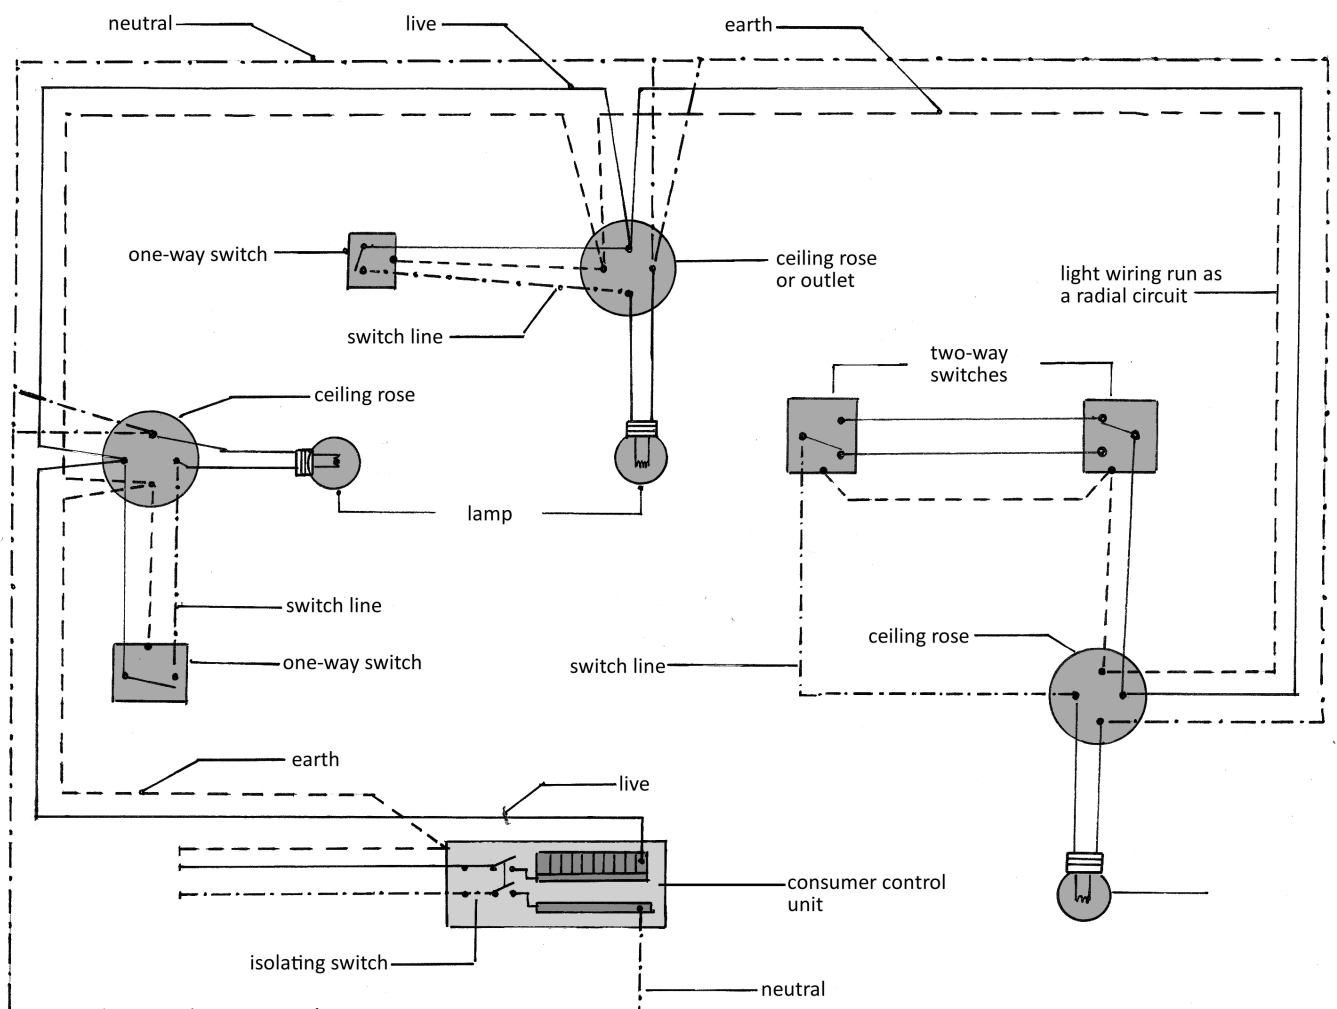 neutral
live
earth
one-way switch
ceiling rose
or outlet
light wiring run as
a radial circuit
switch line
two-way
switches
ceiling rose
lamp
switch line
ceiling rose
one-way switch
switch line
earth
live
consumer control
unit
isolating switch
neutral